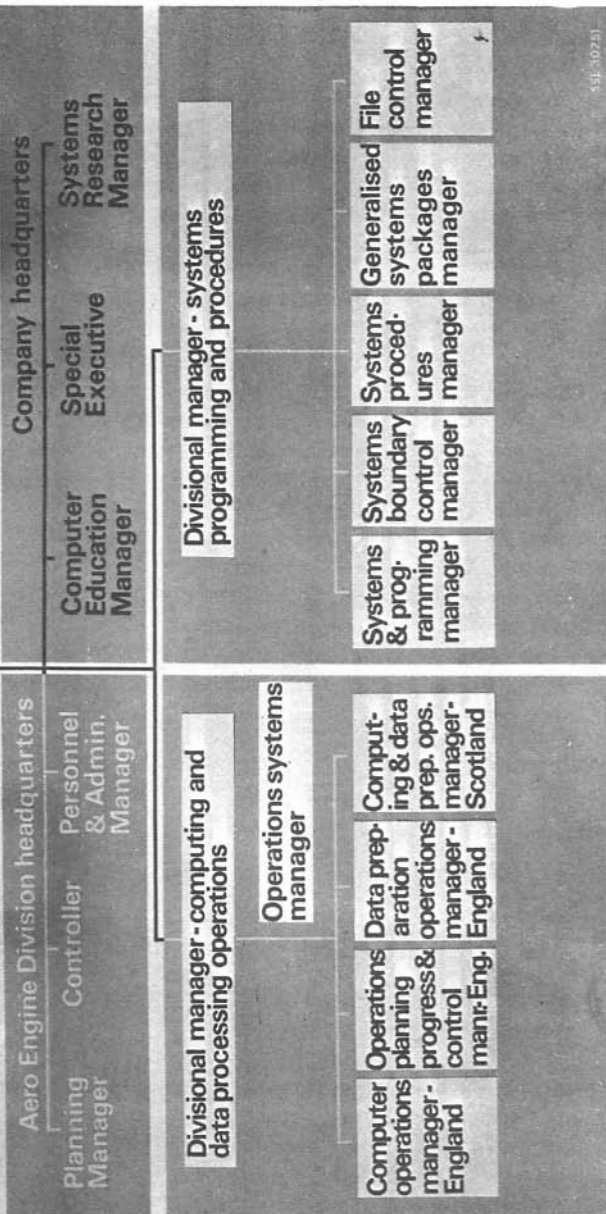 Aero Engine Division headquarters
Planning
Manager
Controller
Personnel
& Admin.
Manager
Company headquarters
Computer
Education
Manager
Special
Executive
Systems
Research
Manager
Divisional manager - computing and
data processing operations
Operations systems
manager
Computer
operations
manager -
England
Operations
planning
progress &
control
manr.-Eng.
Data prep-
aration
operations
manager -
England
Comput-
ing & data
prep. ops.
manager-
Scotland
Divisional manager - systems
programming and procedures
Systems
& prog-
ramming
manager
Systems
boundary
control
manager
Systems
proced-
ures
manager
Generalised
systems
packages
manager
File
control
manager